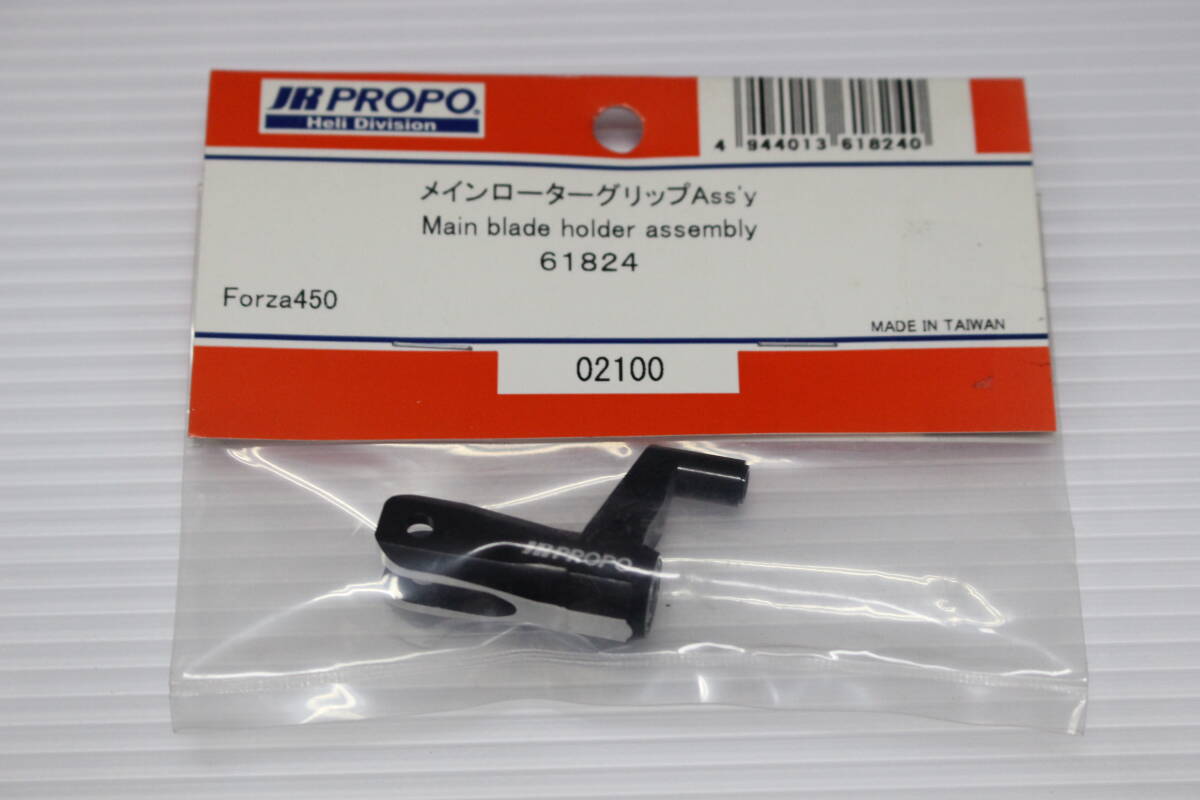 JR PROPO®
Heli Division
4 944013 618240
メインローターグリップAss'y
Main blade holder assembly
61824
Forza450
MADE IN TAIWAN
02100
JR PROPO